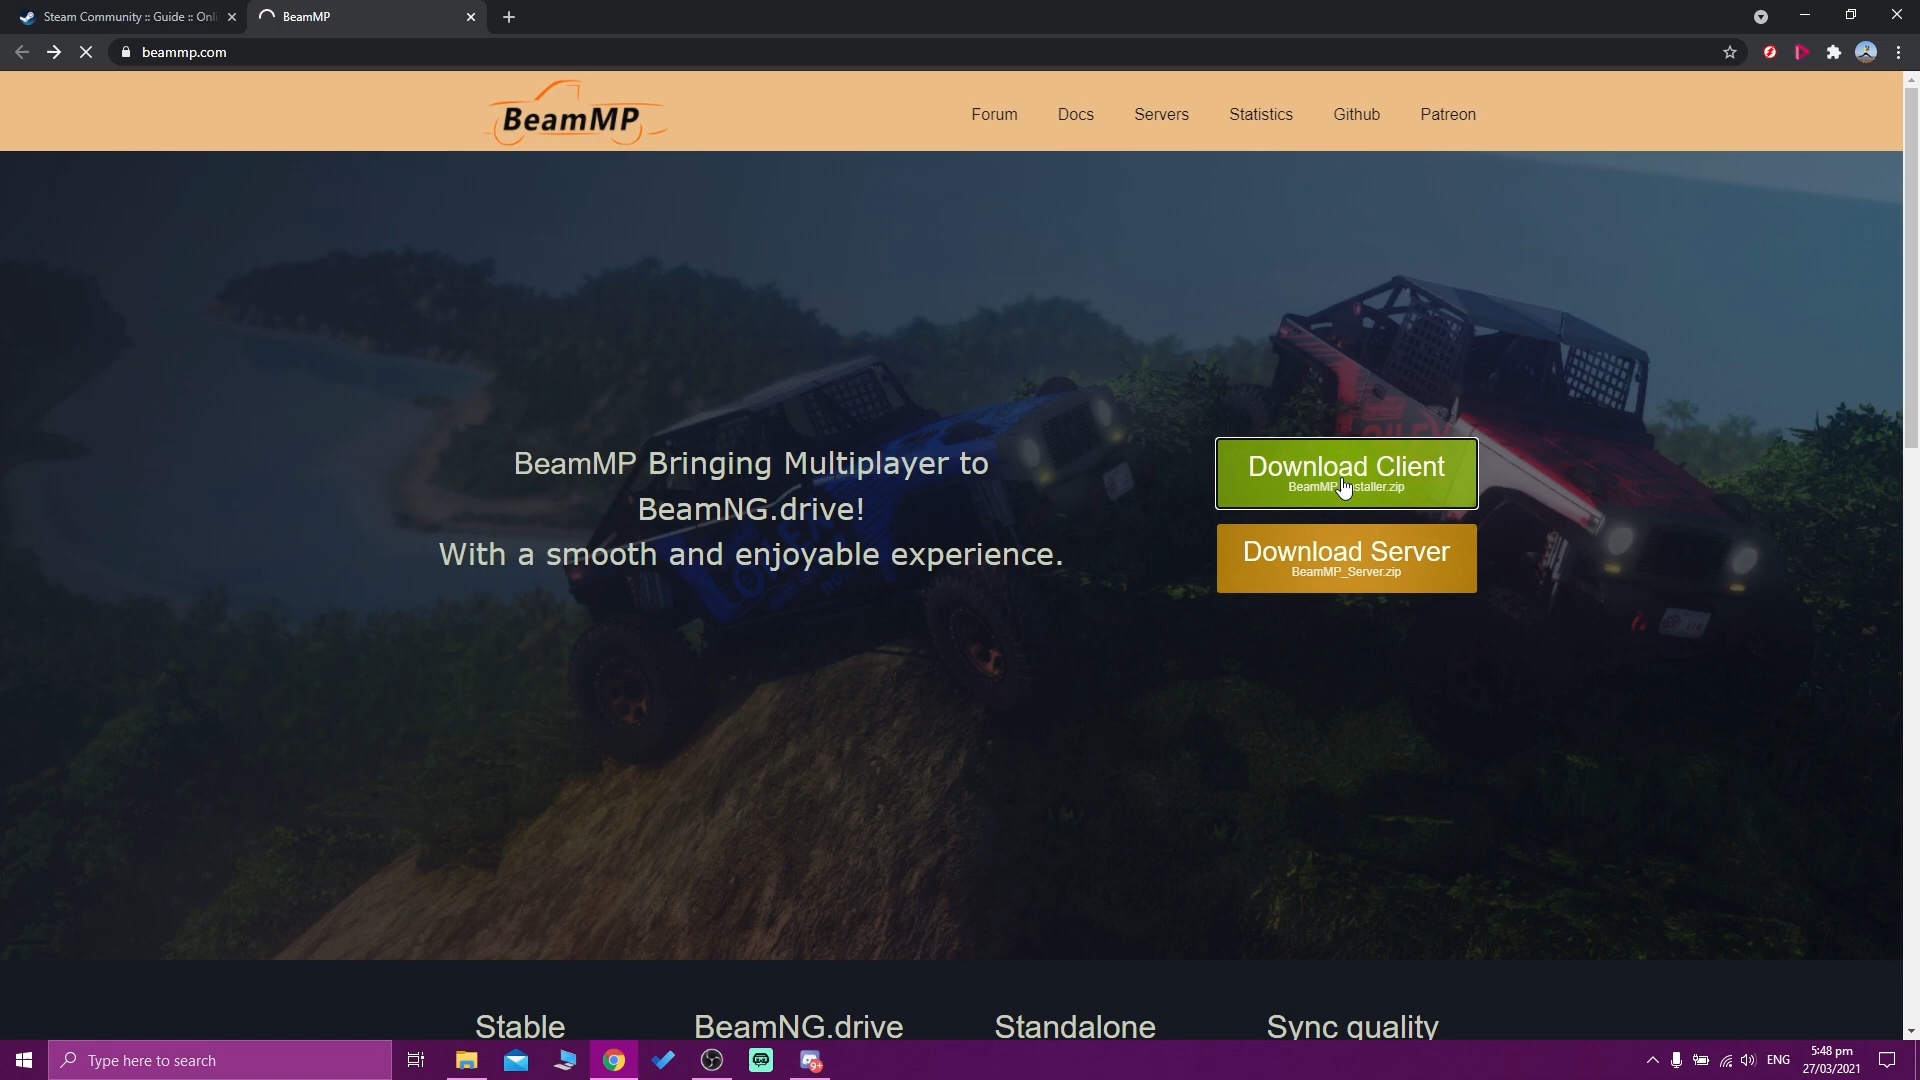 Steam Community :: Guide :: Onli
BeamMP
beammp.com
BeamMP
Forum
Docs
Servers
Statistics
Github
Patreon
BeamMP Bringing Multiplayer to
BeamNG.drive!
With a smooth and enjoyable experience.
Download Client
Download Server
BeamMP_Server.zip
Stable
BeamNG.drive
Standalone
Sync quality
Type here to search
9+
ENG
5:48 pm
27/03/2021